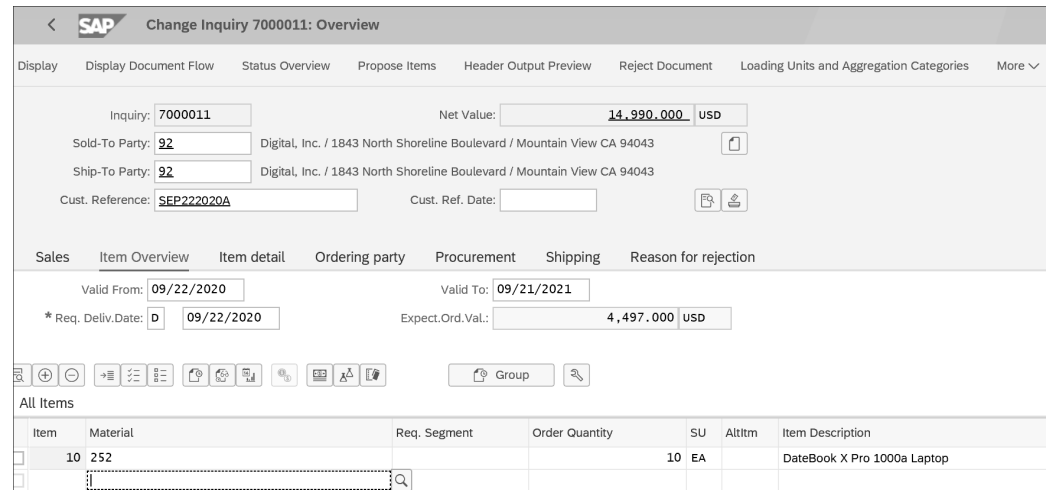 SAP Change Inquiry 7000011: Overview
Display Display Document Flow Status Overview Propose Items Header Output Preview Reject Document Loading Units and Aggregation Categories More
Inquiry: 7000011 Net Value: 14,990.000 USD
Sold-To Party: 92 Digital, Inc. / 1843 North Shoreline Boulevard / Mountain View CA 94043
Ship-To Party: 92 Digital, Inc. / 1843 North Shoreline Boulevard / Mountain View CA 94043
Cust. Reference: SEP222020A Cust. Ref. Date:
Sales Item Overview Item detail Ordering party Procurement Shipping Reason for rejection
Valid From: 09/22/2020 Valid To: 09/21/2021
* Req. Deliv.Date: D 09/22/2020 Expect.Ord.Val.: 4,497.000 USD
Group
All Items
Item Material Req. Segment Order Quantity SU AltItm Item Description
10 252 10 EA DateBook X Pro 1000a Laptop